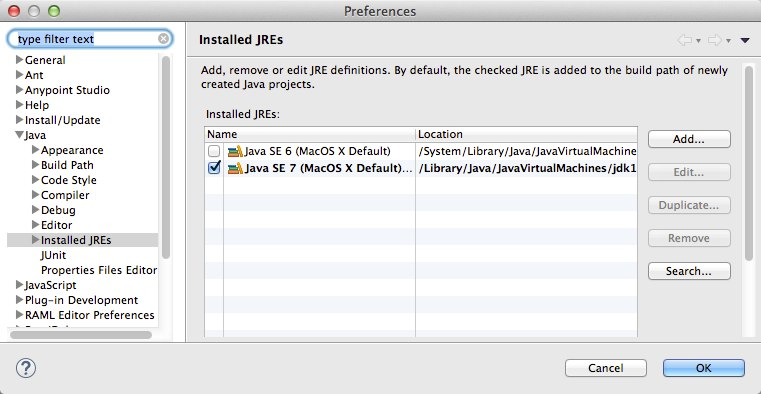 Preferences
type filter text
General
Ant
Anypoint Studio
Help
Install/Update
Java
Appearance
Build Path
Code Style
Compiler
Debug
Editor
Installed JREs
JUnit
Properties Files Editor
JavaScript
Plug-in Development
RAML Editor Preferences
Installed JREs
Add, remove or edit JRE definitions. By default, the checked JRE is added to the build path of newly
created Java projects.
Installed JREs:
Name Location
Java SE 6 (MacOS X Default) /System/Library/Java/JavaVirtualMachine
Java SE 7 (MacOS X Default)... /Library/Java/JavaVirtualMachines/jdk1
Add...
Edit...
Duplicate...
Remove
Search...
?
Cancel
OK